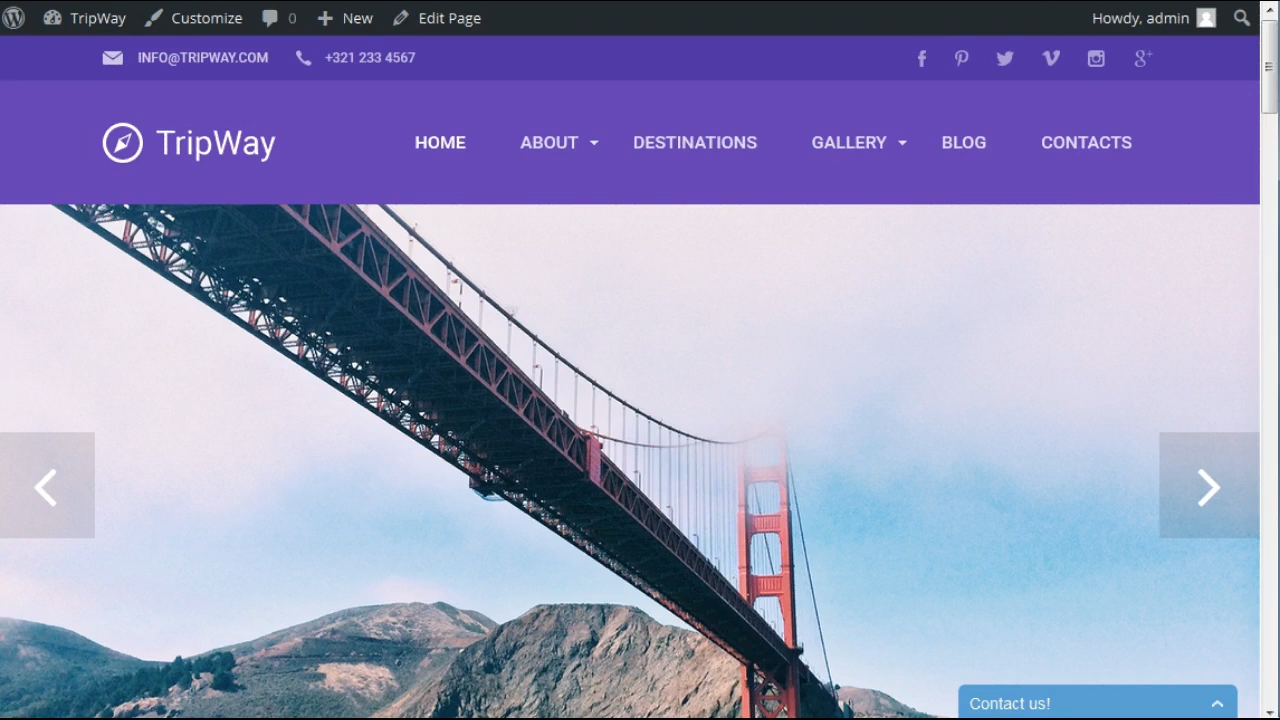 TripWay Customize 0 New Edit Page Howdy, admin
INFO@TRIPWAY.COM +321 233 4567
TripWay HOME ABOUT DESTINATIONS GALLERY BLOG CONTACTS
Contact us!